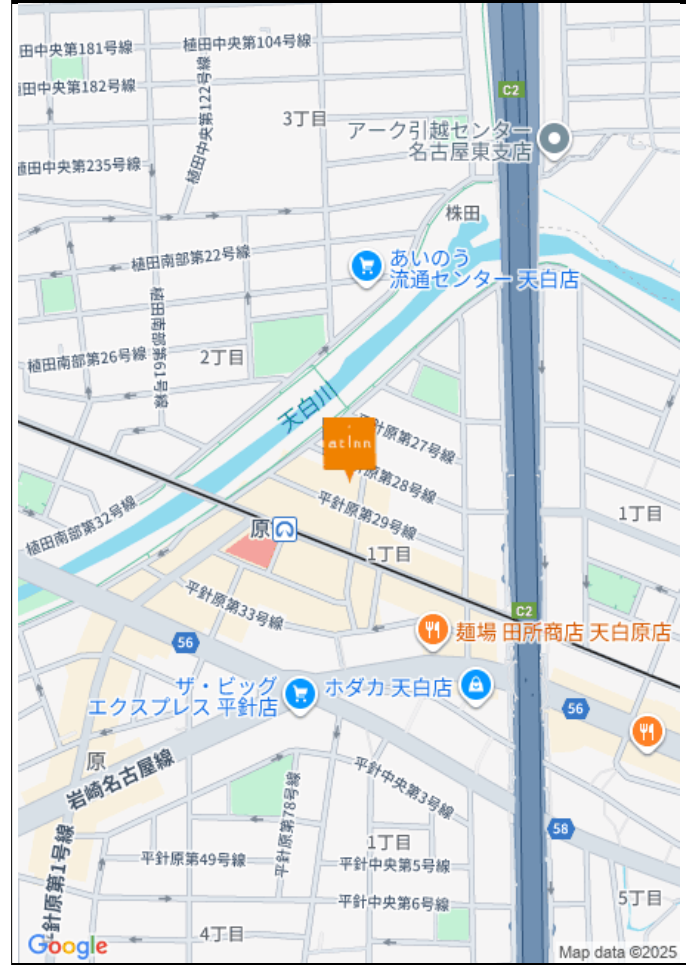 田中央第181号線
植田中央第104号線
C2
田中央第182号線
植田中央第122号線
3丁目
アーク引越センター
名古屋東支店
植田中央第235号線
株田
植田南部第22号線
あいのう
流通センター 天白店
植田南部第61号線
2丁目
植田南部第26号線
天白川
平針原第27号線
atinn
原第28号線
平針原第29号線
1丁目
植田南部第32号線
原
1丁目
平針原第33号線
C2
56
麺場 田所商店 天白原店
ザ・ビッグ
エクスプレス 平針店
ホダカ 天白店
56
原
岩崎名古屋線
平針中央第3号線
平針原第78号線
58
1丁目
平針原第49号線
平針中央第5号線
針原第1号線
平針中央第6号線
5丁目
4丁目
Google
Map data ©2025